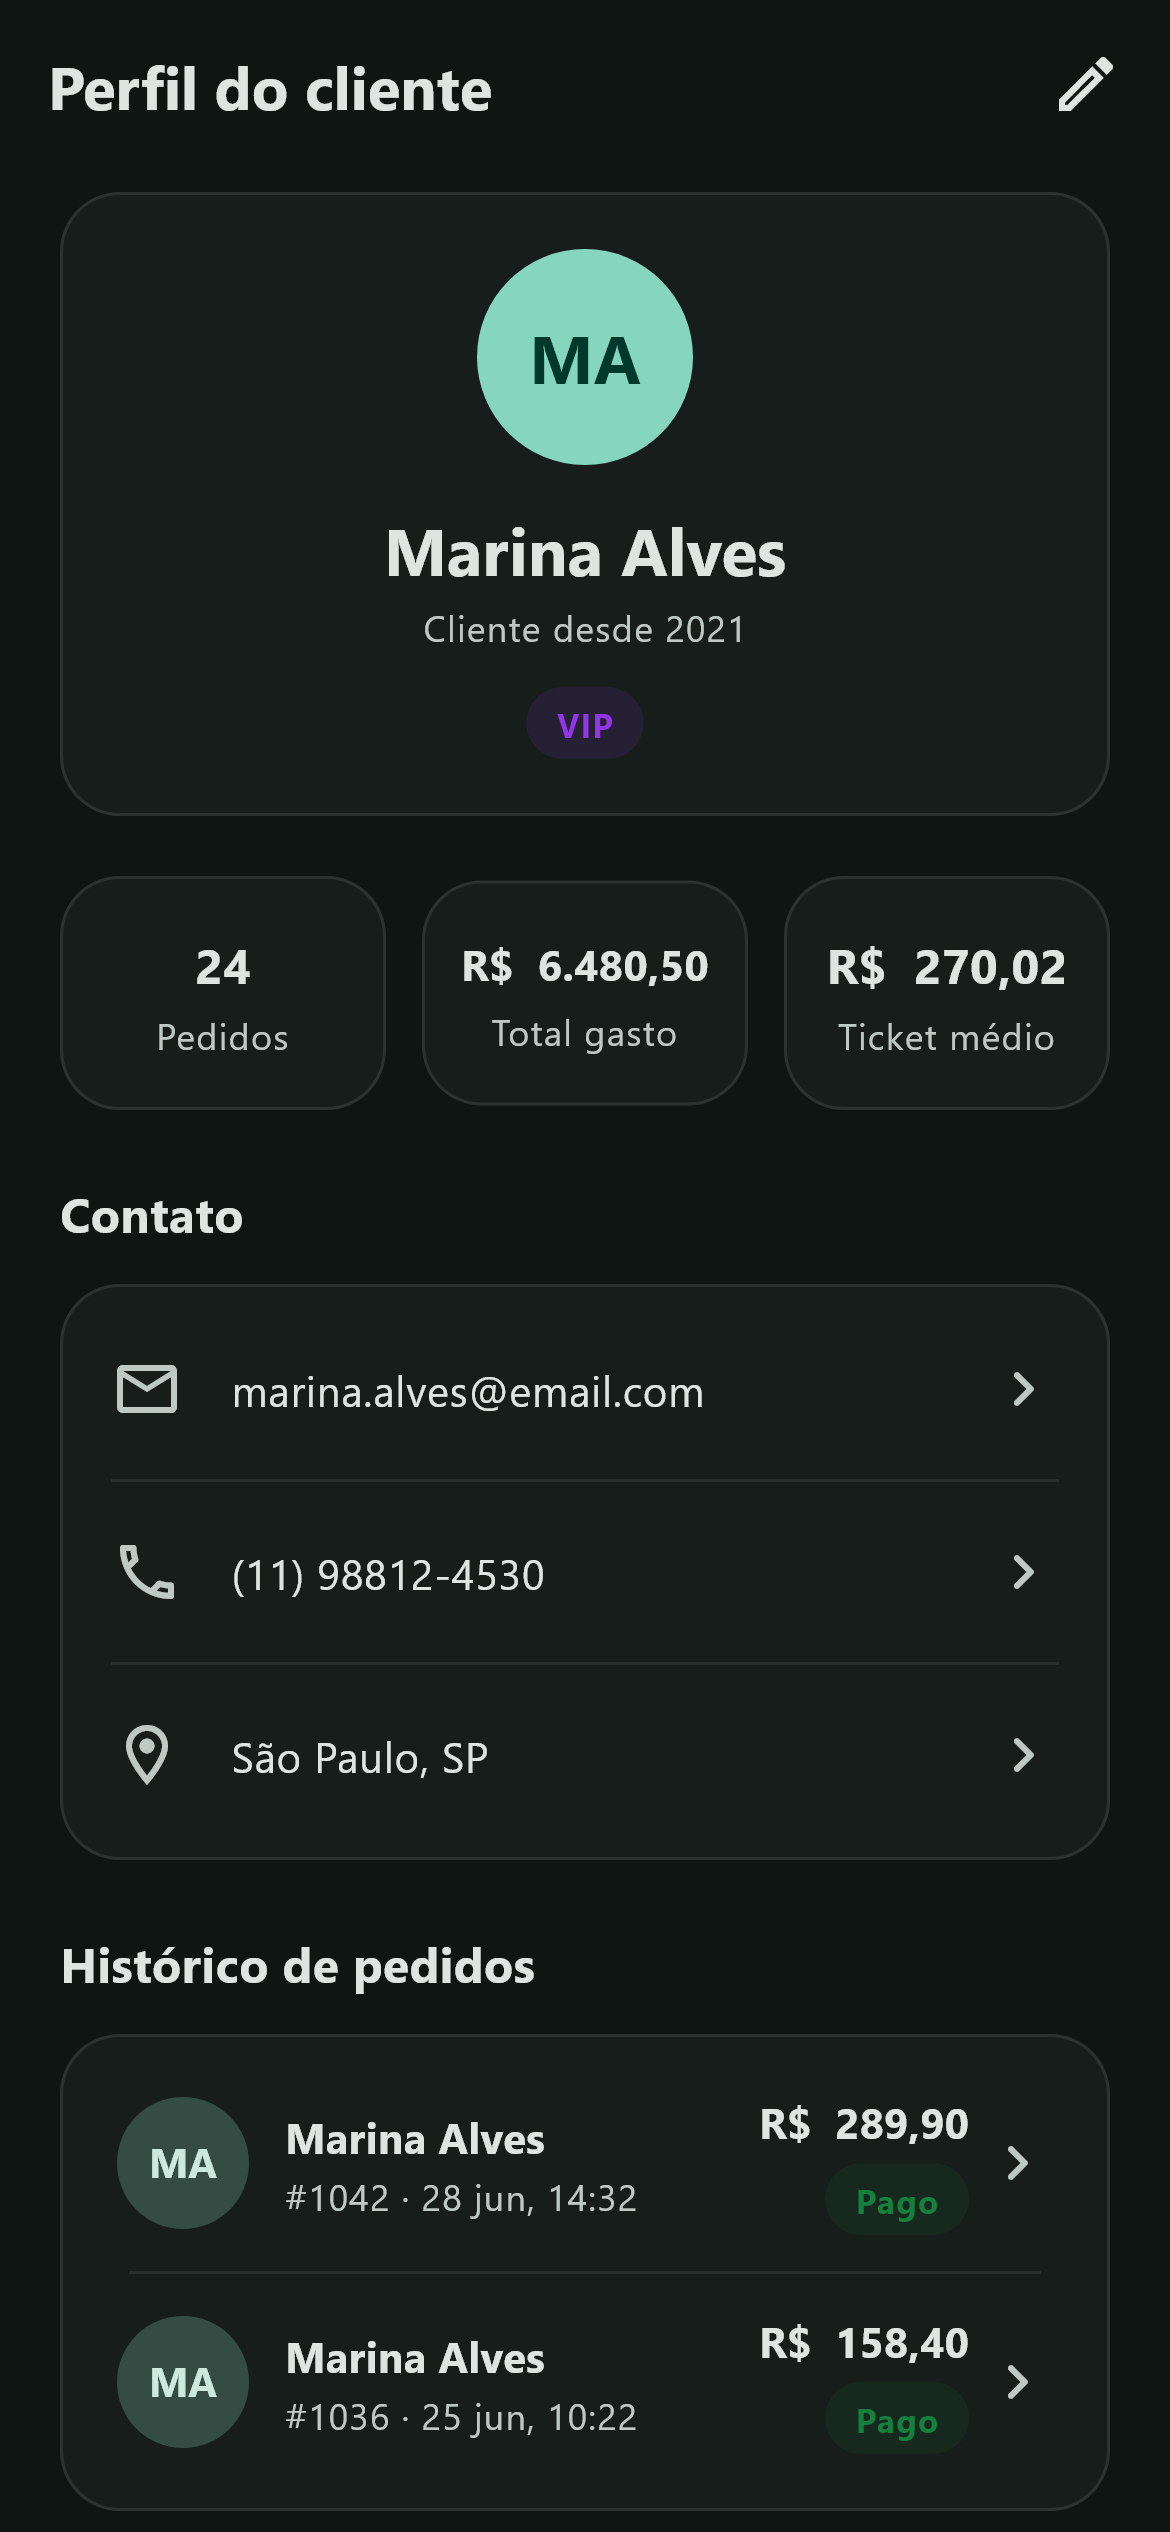 Perfil do cliente
MA
Marina Alves
Cliente desde 2021
VIP
24
Pedidos
R$ 6.480,50
Total gasto
R$ 270,02
Ticket médio
Contato
marina.alves@email.com
(11) 98812-4530
São Paulo, SP
Histórico de pedidos
MA
Marina Alves
#1042 · 28 jun, 14:32
R$ 289,90
Pago
MA
Marina Alves
#1036 · 25 jun, 10:22
R$ 158,40
Pago